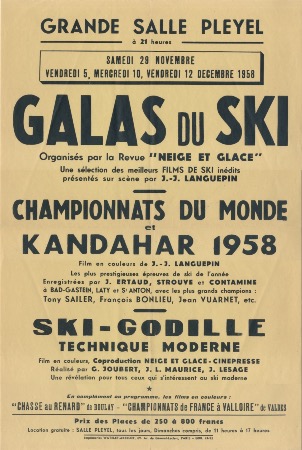 GRANDE SALLE PLEYEL
à 21 heures
SAMEDI 29 NOVEMBRE
VENDREDI 5, MERCREDI 10, VENDREDI 12 DECEMBRE 1958
GALAS DU SKI
Organisés par la Revue "NEIGE ET GLACE"
Une sélection des meilleurs FILMS DE SKI inédits
présentés sur scène par J.-J. LANGUEPIN
CHAMPIONNATS DU MONDE
et
KANDAHAR 1958
Film en couleurs de J.-J. LANGUEPIN
Les plus prestigieuses épreuves de ski de l'année
Enregistrées par J. ERTAUD, STROUVE et CONTAMINE
à BAD-GASTEIN, LATY et St ANTON, avec les plus grands champions :
Tony SAILER, François BONLIEU, Jean VUARNET, etc.
SKI-GODILLE
TECHNIQUE MODERNE
Film en couleurs, Coproduction NEIGE ET GLACE-CINEPRESSE
Réalisé par G. JOUBERT, J. L. MAURICE, J. LESAGE
Une révélation pour tous ceux qui s'intéressent au ski moderne
En complément au programme, les films en couleurs :
"CHASSE AU RENARD" de BOULAY - "CHAMPIONNATS de FRANCE à VALLOIRE" de VALDES
Prix des Places de 250 à 800 francs
Location gratuite : SALLE PLEYEL, tous les jours, Dimanches compris, de 11 heures à 17 heures